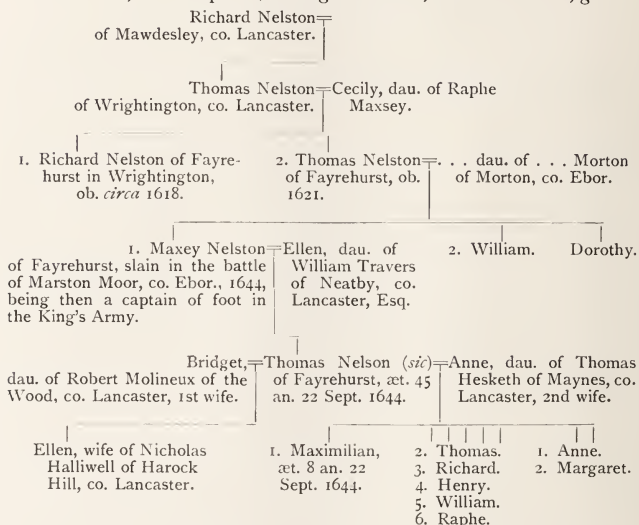 Richard Nelston
of Mawdesley, co. Lancaster.
Thomas Nelston Cecily, dau. of Raphe
of Wrightington, co. Lancaster. Maxsey.
1. Richard Nelston of Fayre-
hurst in Wrightington,
ob. circa 1618.
2. Thomas Nelston . . . dau. of . . . Morton
of Fayrehurst, ob. of Morton, co. Ebor.
1621.
1. Maxey Nelston
of Fayrehurst, slain in the battle
of Marston Moor, co. Ebor., 1644,
being then a captain of foot in
the King's Army.
Ellen, dau. of
William Travers
of Neatby, co.
Lancaster, Esq.
2. William.
Dorothy.
Bridget,
dau. of Robert Molineux of the
Wood, co. Lancaster, 1st wife.
Thomas Nelson (sic)
of Fayrehurst, æt. 45
an. 22 Sept. 1644.
Anne, dau. of Thomas
Hesketh of Maynes, co.
Lancaster, 2nd wife.
Ellen, wife of Nicholas
Halliwell of Harock
Hill, co. Lancaster.
1. Maximilian,
æt. 8 an. 22
Sept. 1644.
2. Thomas.
3. Richard.
4. Henry.
5. William.
6. Raphe.
1. Anne.
2. Margaret.